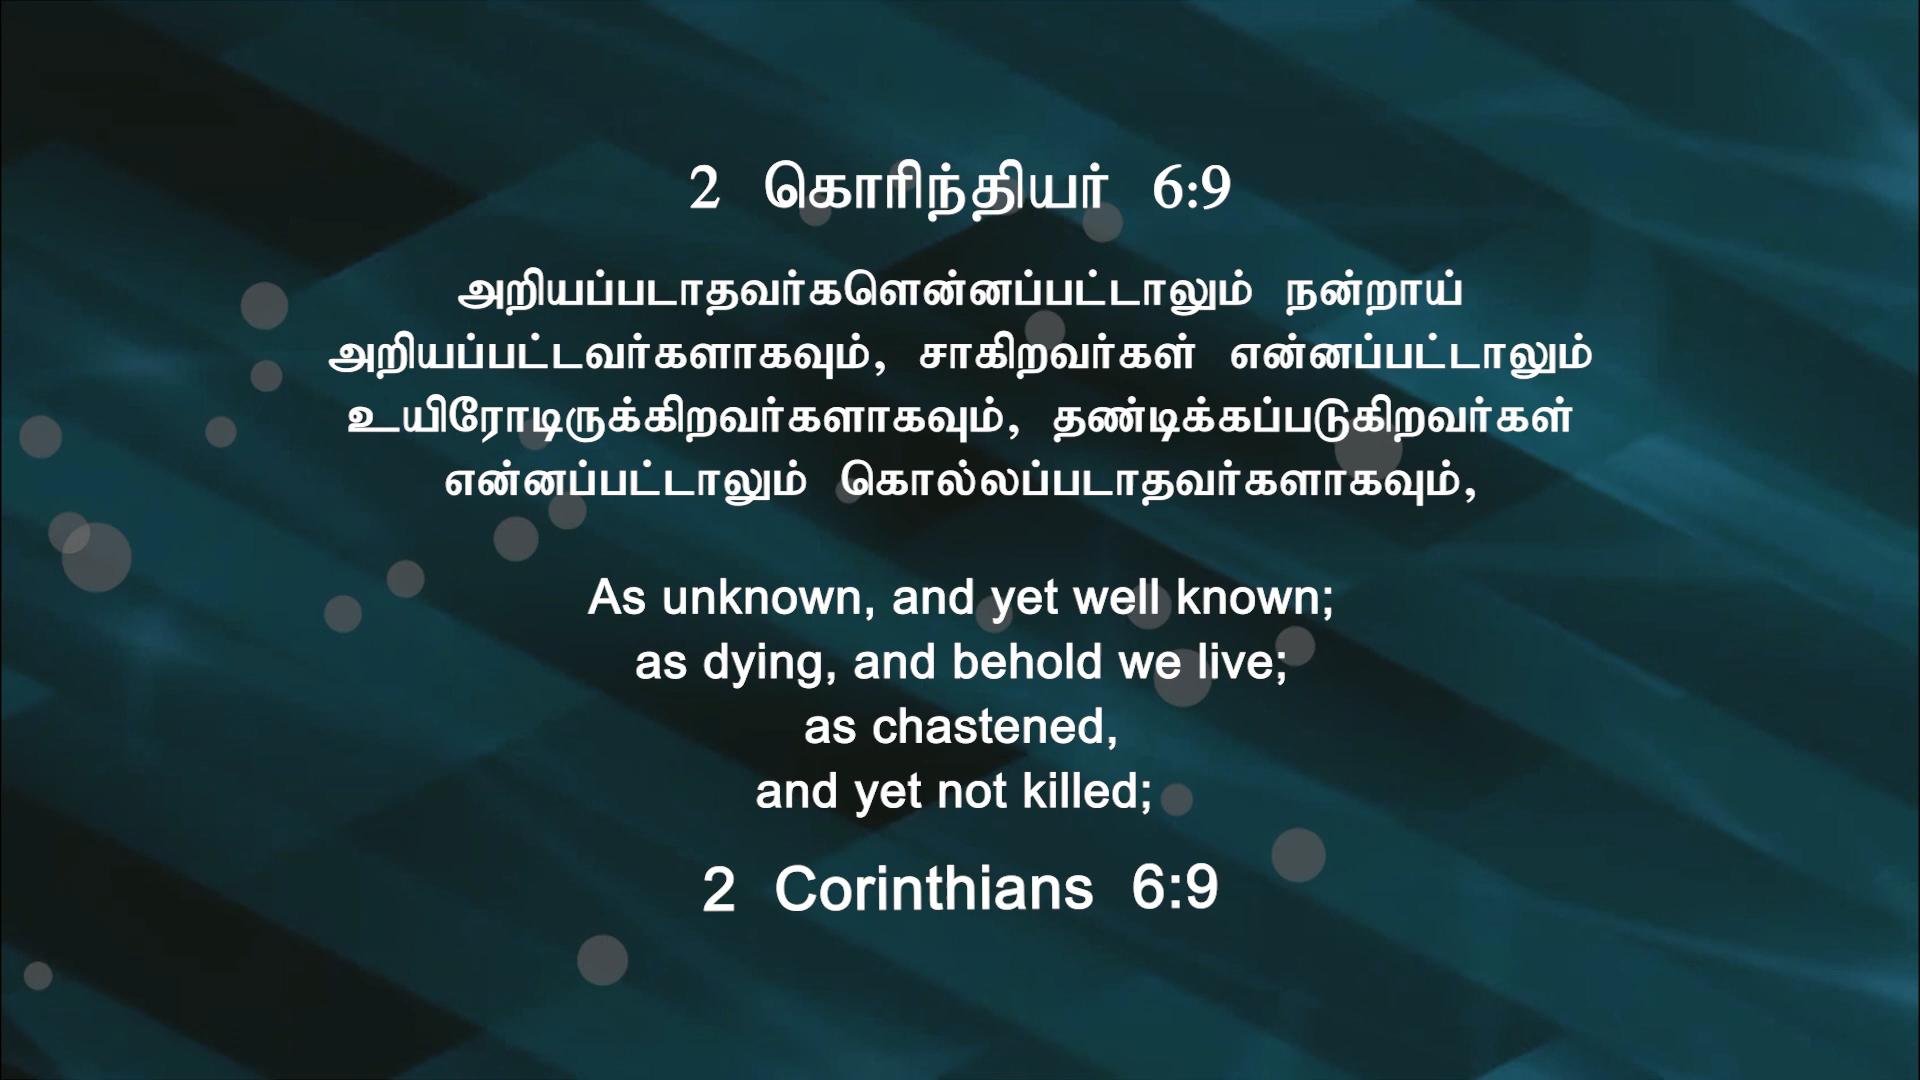 2 கொரிந்தியர் 6:9
அறியப்படாதவர்களென்னப்பட்டாலும் நன்றாய்
அறியப்பட்டவர்களாகவும், சாகிறவர்கள் என்னப்பட்டாலும்
உயிரோடிருக்கிறவர்களாகவும், தண்டிக்கப்படுகிறவர்கள்
என்னப்பட்டாலும் கொல்லப்படாதவர்களாகவும்,
As unknown, and yet well known;
as dying, and behold we live;
as chastened,
and yet not killed;
2 Corinthians 6:9